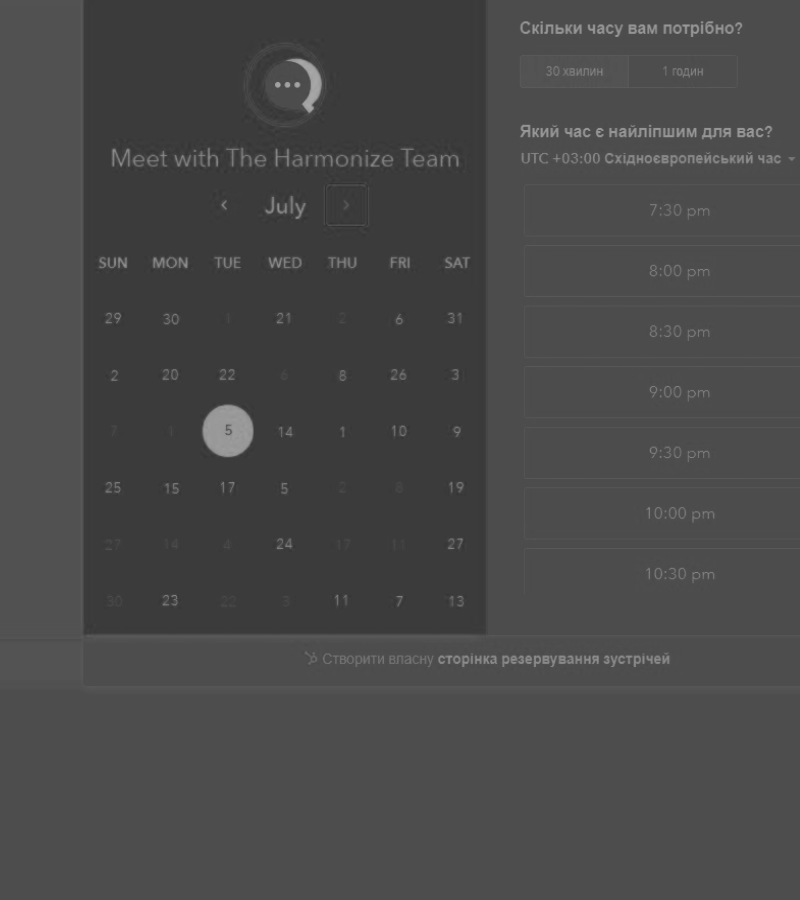 Meet with The Harmonize Team
July
SUN MON TUE WED THU FRI SAT
29 30 1 21 2 6 31
2 20 22 6 8 26 3
7 1 5 14 1 10 9
25 15 17 5 2 8 19
27 14 4 24 17 11 27
30 23 22 3 11 7 13
Скільки часу вам потрібно?
30 хвилин 1 годин
Який час є найліпшим для вас?
UTC +03:00 Східноєвропейський час
7:30 pm
8:00 pm
8:30 pm
9:00 pm
9:30 pm
10:00 pm
10:30 pm
Створити власну сторінка резервування зустрічей